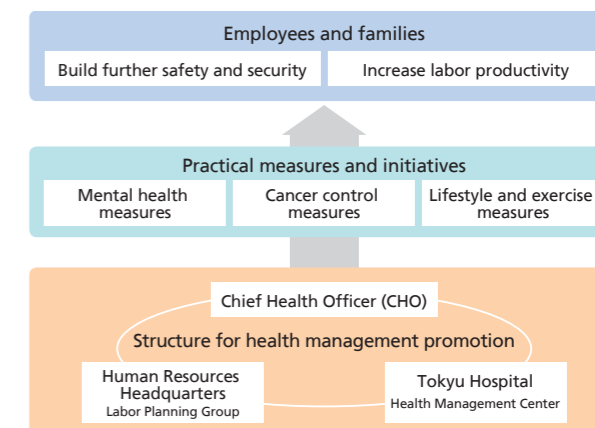 Employees and families
Build further safety and security
Increase labor productivity
Practical measures and initiatives
Mental health
measures
Cancer control
measures
Lifestyle and exercise
measures
Chief Health Officer (CHO)
Structure for health management promotion
Human Resources
Headquarters
Labor Planning Group
Tokyu Hospital
Health Management Center